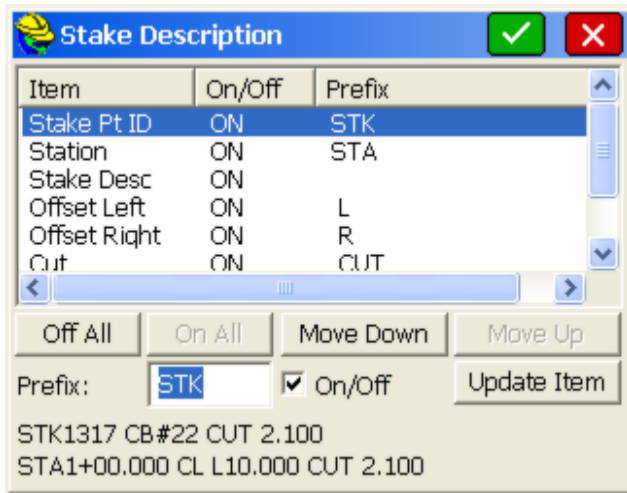 Stake Description
Item On/Off Prefix
Stake Pt ID ON STK
Station ON STA
Stake Desc ON
Offset Left ON L
Offset Right ON R
Cut ON CUT
Off All On All Move Down Move Up
Prefix: STK On/Off Update Item
STK1317 CB#22 CUT 2.100
STA1+00.000 CL L10.000 CUT 2.100